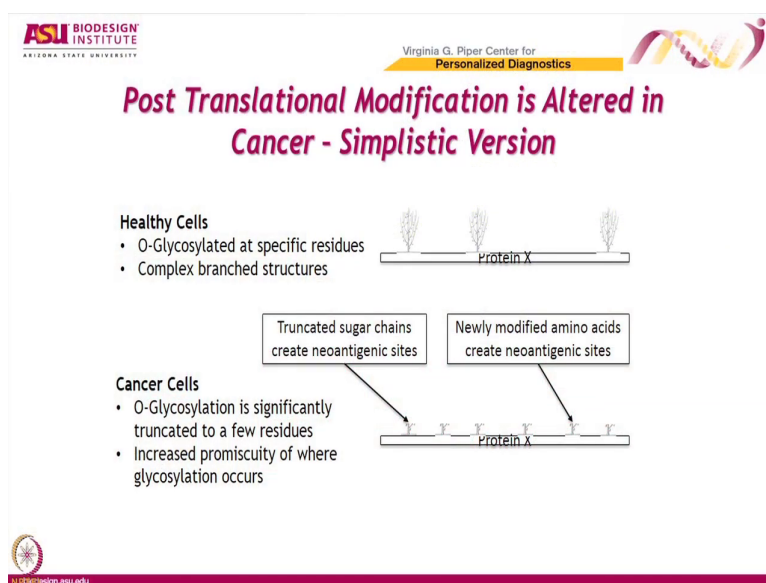 ASU BIODESIGN®
INSTITUTE
ARIZONA STATE UNIVERSITY
Virginia G. Piper Center for
Personalized Diagnostics
Post Translational Modification is Altered in
Cancer - Simplistic Version
Healthy Cells
• O-Glycosylated at specific residues
• Complex branched structures
Protein X
Truncated sugar chains
create neoantigenic sites
Newly modified amino acids
create neoantigenic sites
Cancer Cells
• O-Glycosylation is significantly
truncated to a few residues
• Increased promiscuity of where
glycosylation occurs
Protein X